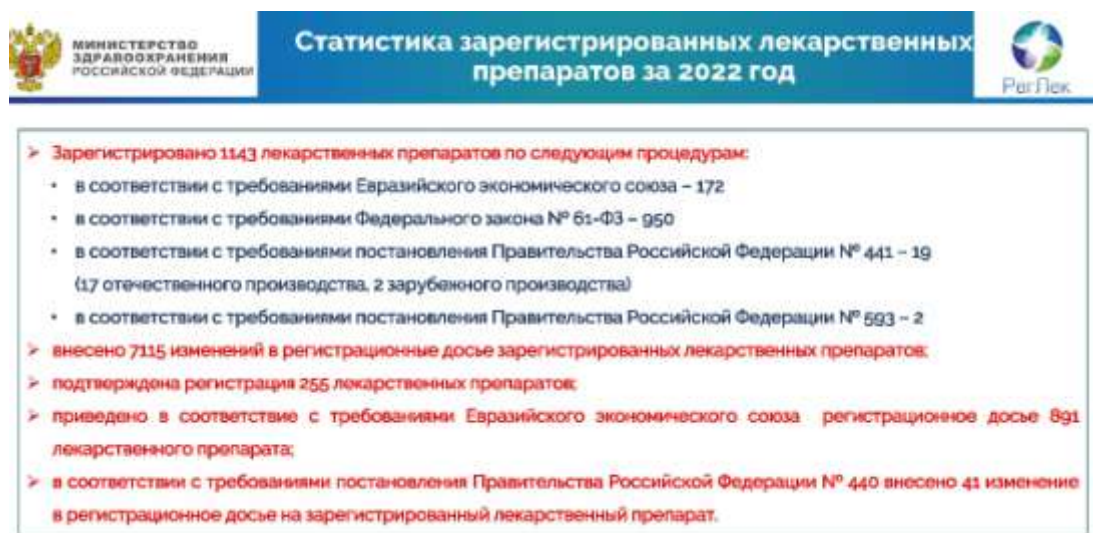 МИНИСТЕРСТВО
ЗДРАВООХРАНЕНИЯ
РОССИЙСКОЙ ФЕДЕРАЦИИ
Статистика зарегистрированных лекарственных
препаратов за 2022 год
РегЛек
➢ Зарегистрировано 1143 лекарственных препаратов по следующим процедурам:
• в соответствии с требованиями Евразийского экономического союза – 172
• в соответствии с требованиями Федерального закона № 61-ФЗ – 950
• в соответствии с требованиями постановления Правительства Российской Федерации № 441 – 19
(17 отечественного производства, 2 зарубежного производства)
• в соответствии с требованиями постановления Правительства Российской Федерации № 593 – 2
➢ внесено 7115 изменений в регистрационные досье зарегистрированных лекарственных препаратов;
➢ подтверждена регистрация 255 лекарственных препаратов;
➢ приведено в соответствие с требованиями Евразийского экономического союза регистрационное досье 891
лекарственного препарата;
➢ в соответствии с требованиями постановления Правительства Российской Федерации № 440 внесено 41 изменение
в регистрационное досье на зарегистрированный лекарственный препарат.